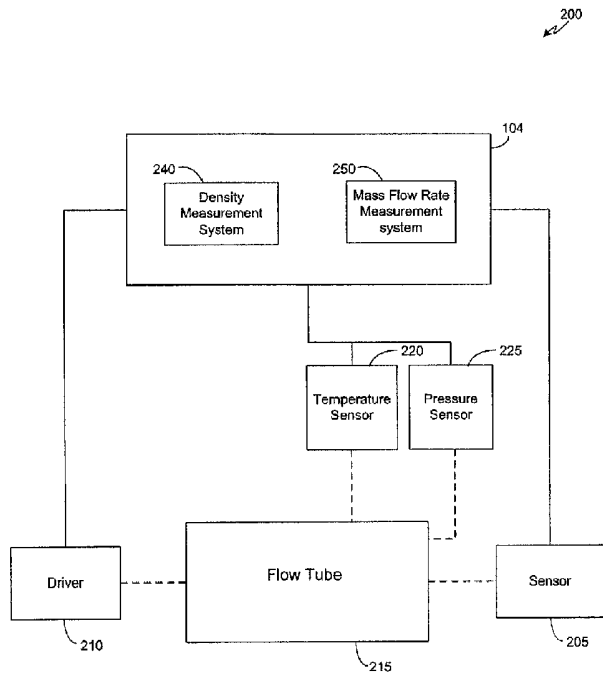 200
104
240
250
Density
Measurement
System
Mass Flow Rate
Measurement
system
220
225
Temperature
Sensor
Pressure
Sensor
Driver
Flow Tube
Sensor
210
215
205